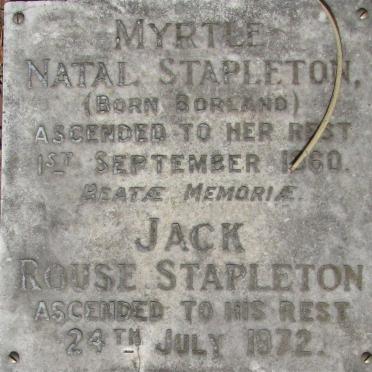 MYRTLE
NATAL STAPLETON,
(BORN BORLAND)
ASCENDED TO HER REST
1ST SEPTEMBER 1960.
BEATÆ MEMORIÆ.
JACK
ROUSE STAPLETON
ASCENDED TO HIS REST
24TH JULY 1972.